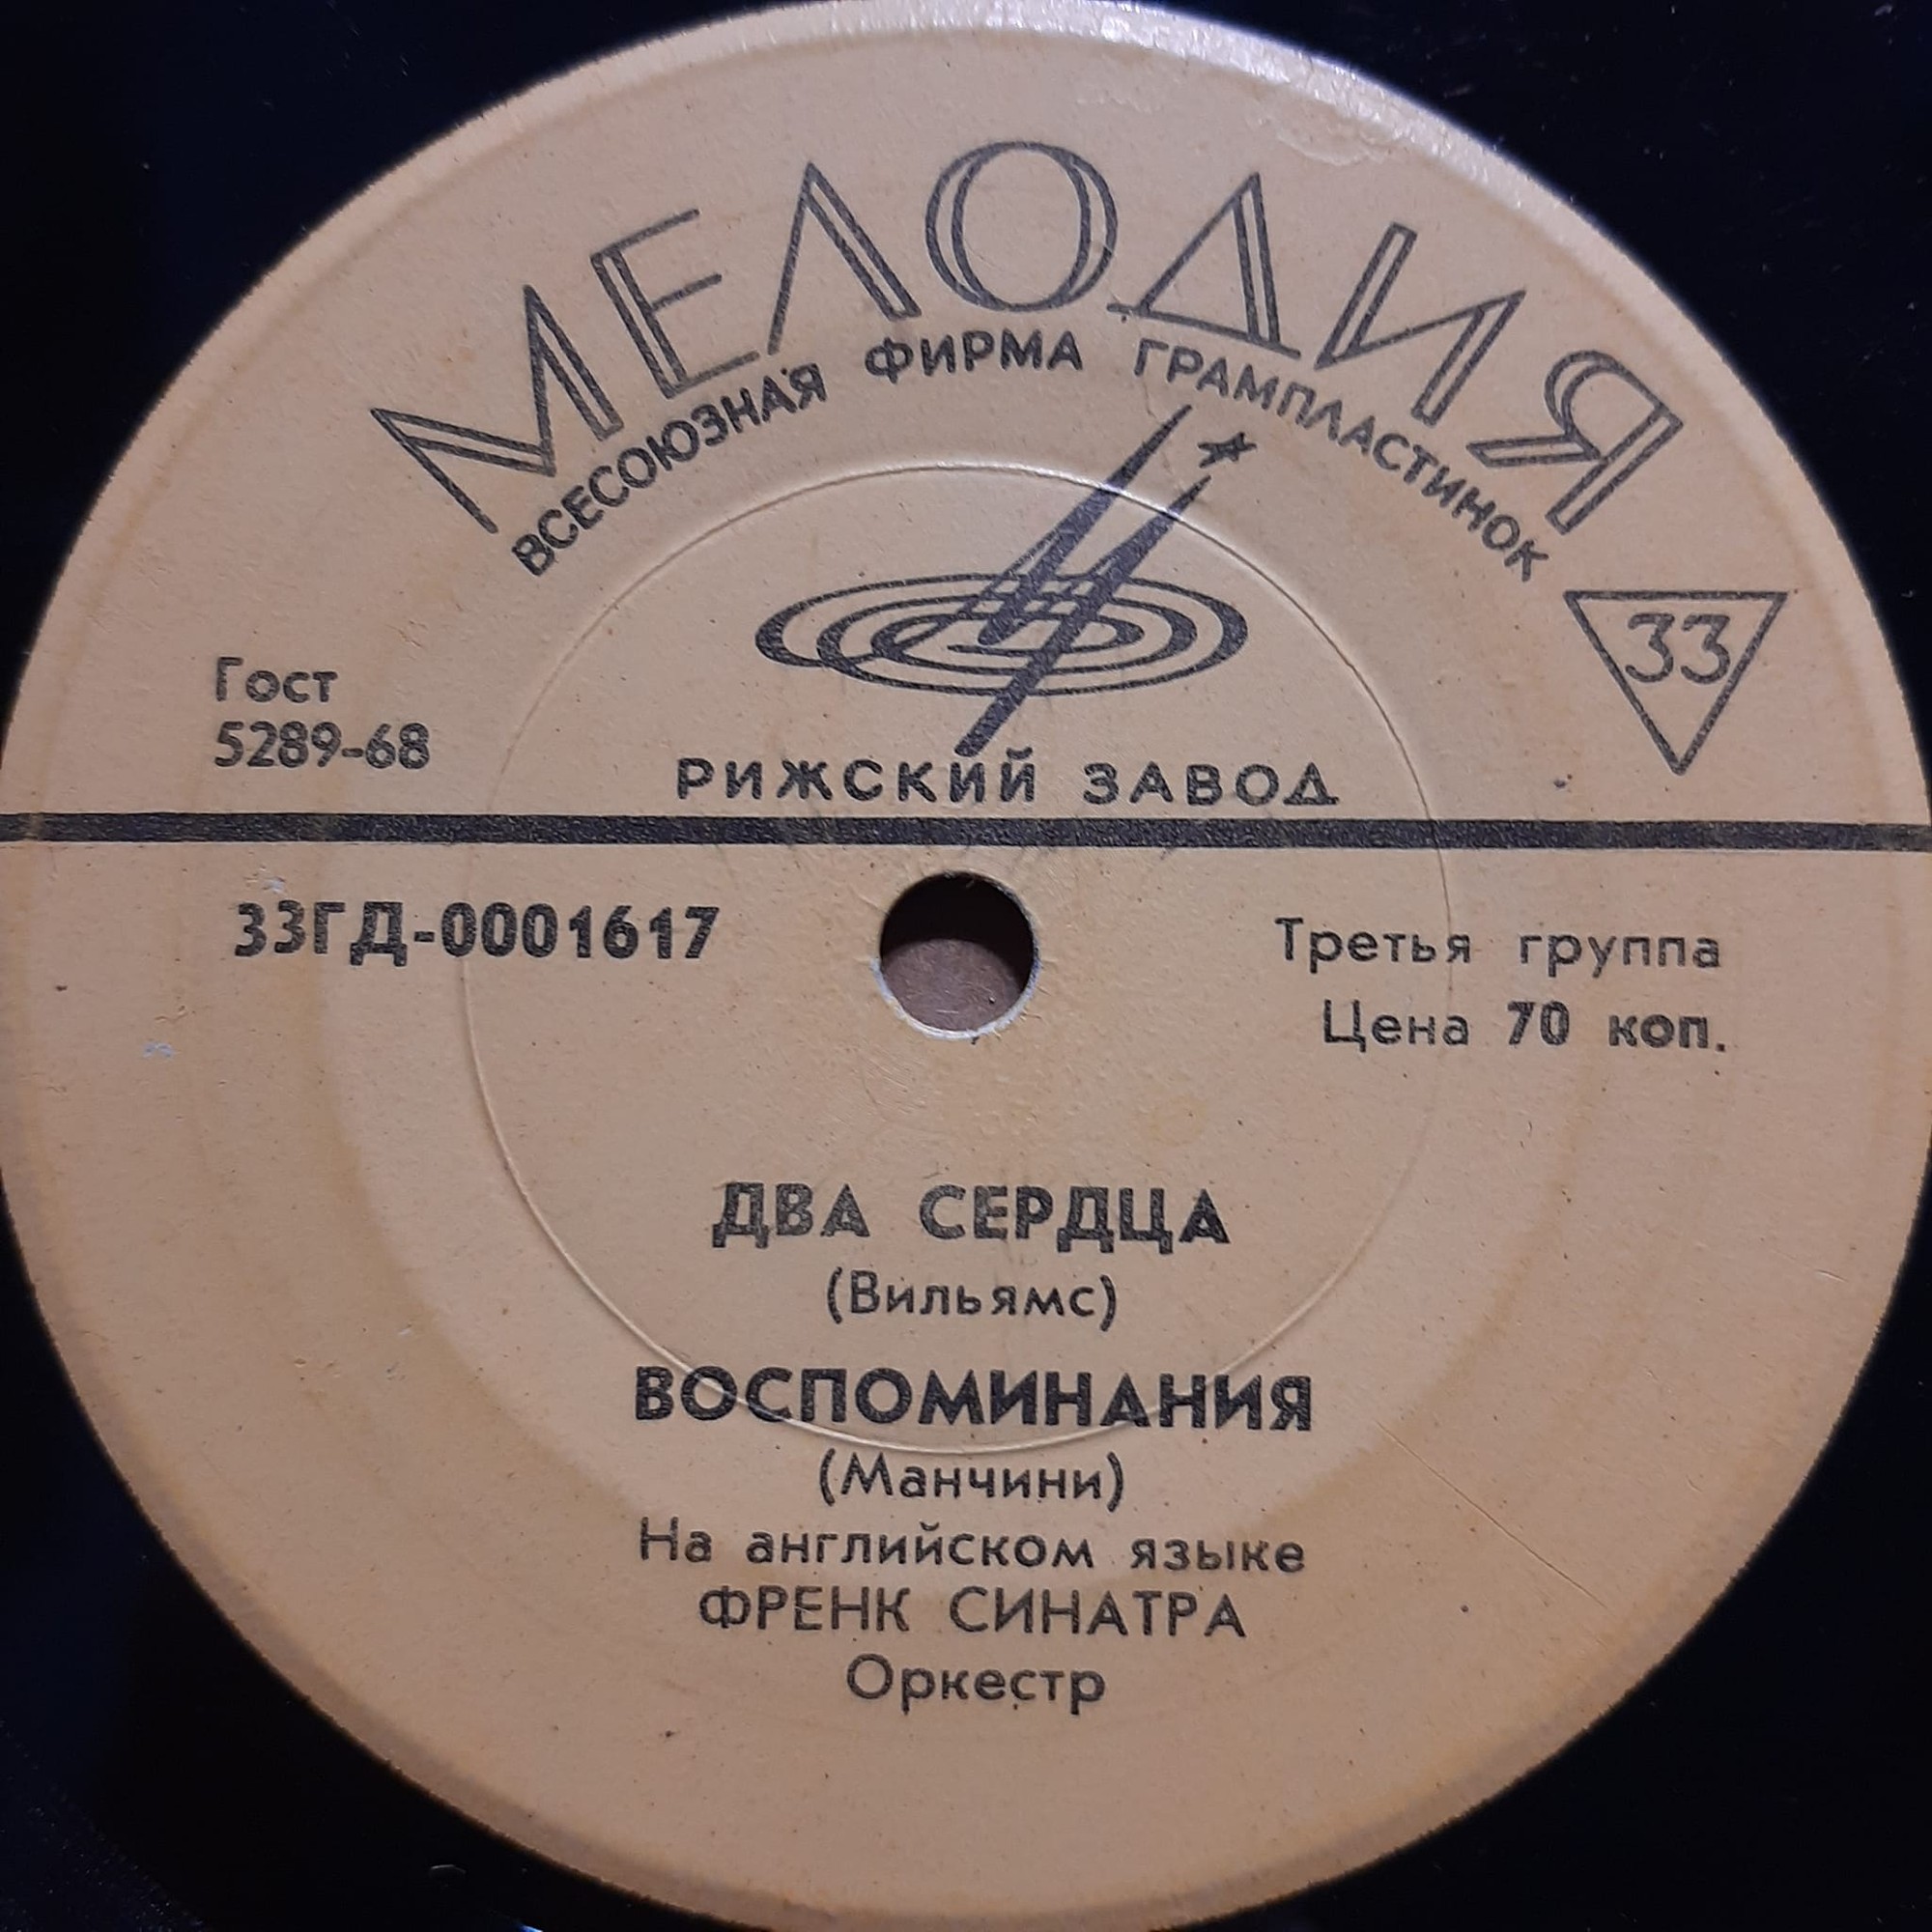 МЕЛОДИЯ
ВСЕСОЮЗНАЯ ФИРМА ГРАМПЛАСТИНОК
33
Гост
5289-68
РИЖСКИЙ ЗАВОД
33ГД-0001617
Третья группа
Цена 70 коп.
ДВА СЕРДЦА
(Вильямс)
ВОСПОМИНАНИЯ
(Манчини)
На английском языке
ФРЕНК СИНАТРА
Оркестр